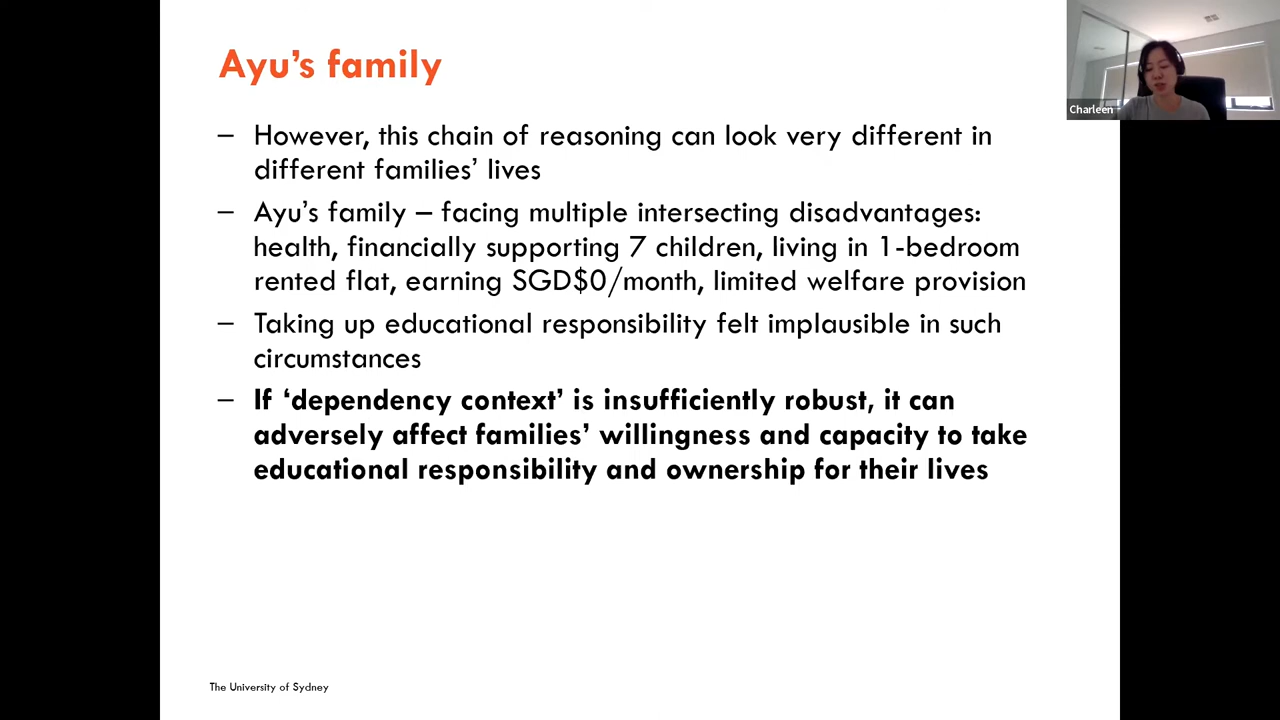 Ayu’s family
– However, this chain of reasoning can look very different in
different families’ lives
– Ayu’s family – facing multiple intersecting disadvantages:
health, financially supporting 7 children, living in 1-bedroom
rented flat, earning SGD$0/month, limited welfare provision
– Taking up educational responsibility felt implausible in such
circumstances
– If ‘dependency context’ is insufficiently robust, it can
adversely affect families’ willingness and capacity to take
educational responsibility and ownership for their lives
The University of Sydney
Charleen